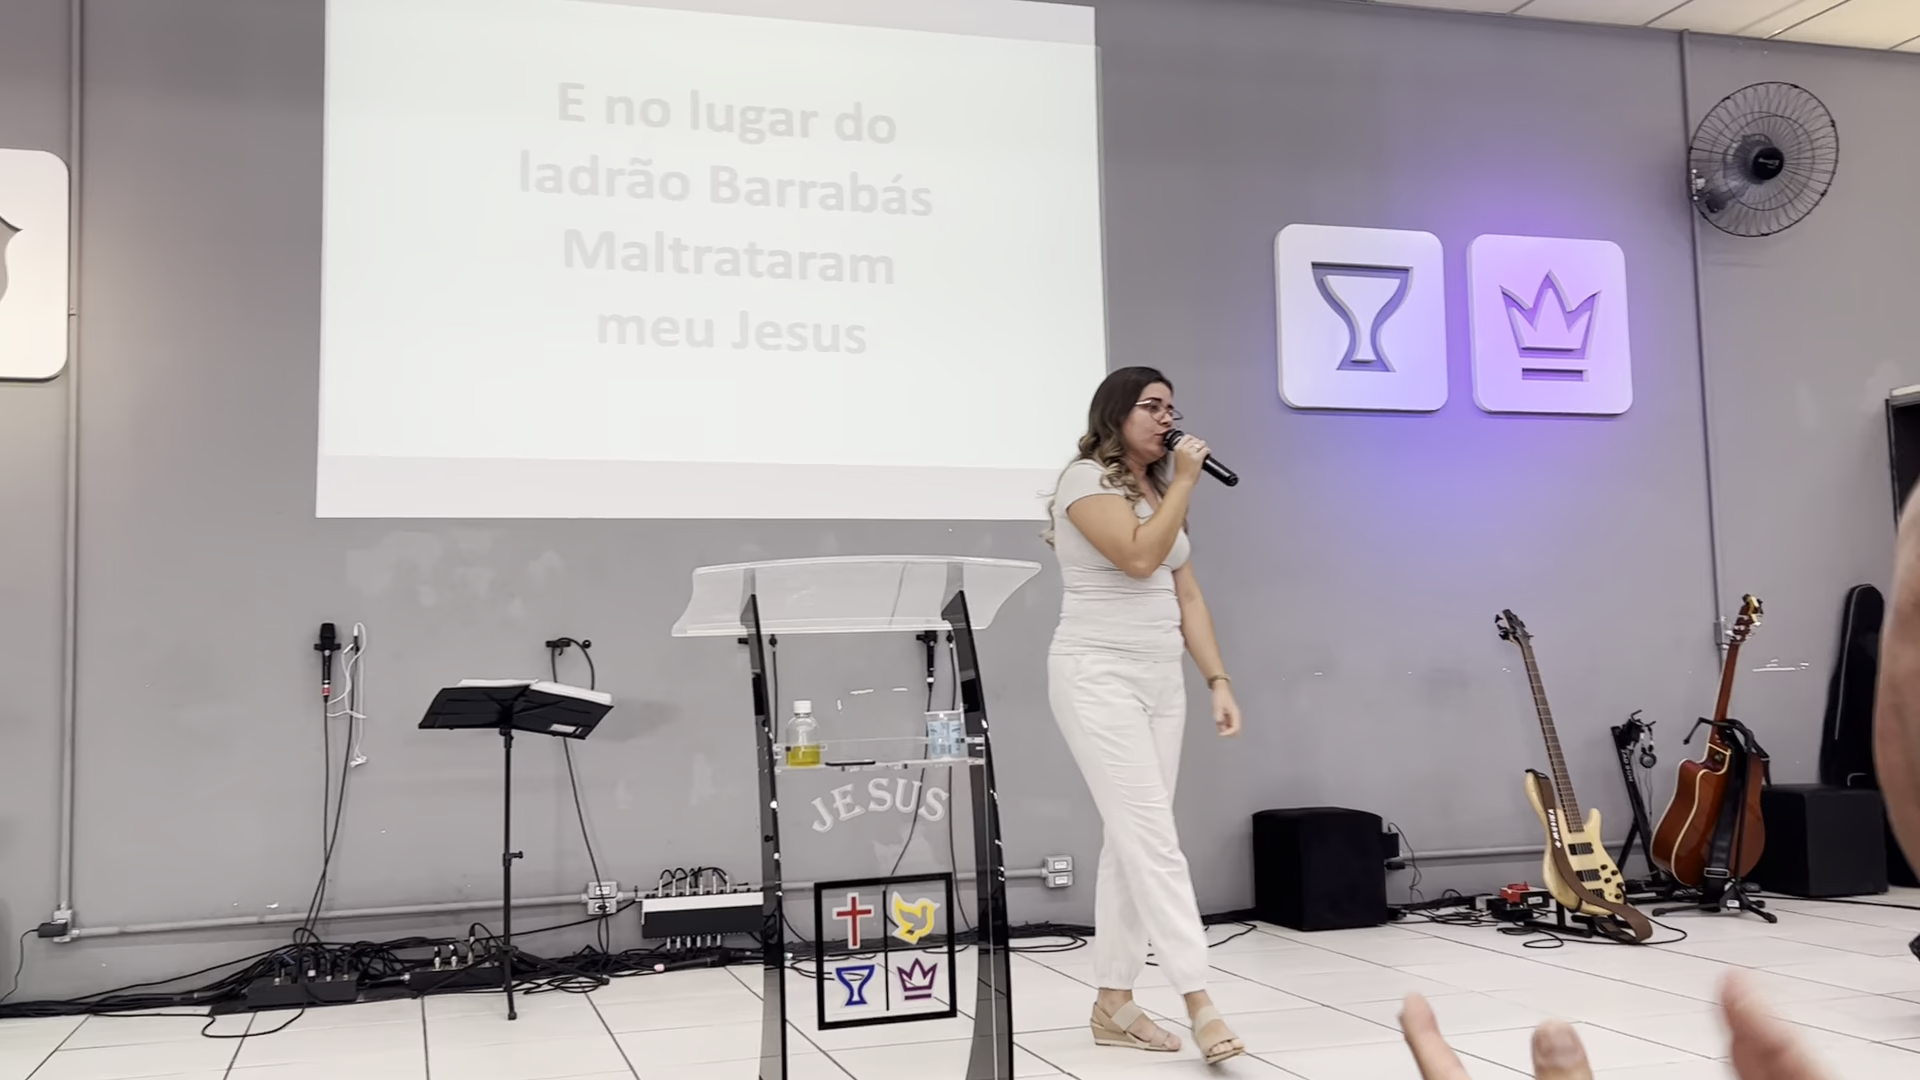 E no lugar do
ladrão Barrabás
Maltrataram
meu Jesus
JESUS